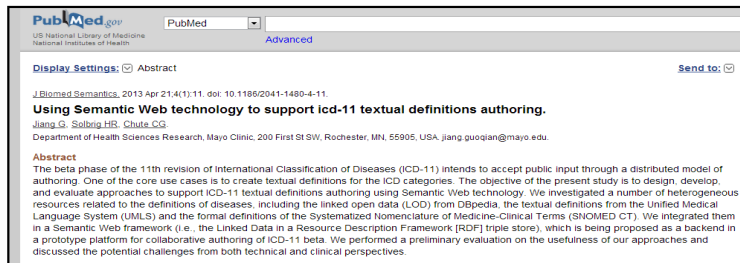 PubMed.gov
PubMed
US National Library of Medicine
National Institutes of Health
Advanced
Display Settings: Abstract
Send to:
J Biomed Semantics. 2013 Apr 21;4(1):11. doi: 10.1186/2041-1480-4-11.
Using Semantic Web technology to support icd-11 textual definitions authoring.
Jiang G, Solbrig HR, Chute CG.
Department of Health Sciences Research, Mayo Clinic, 200 First St SW, Rochester, MN, 55905, USA. jiang.guoqian@mayo.edu.
Abstract
The beta phase of the 11th revision of International Classification of Diseases (ICD-11) intends to accept public input through a distributed model of
authoring. One of the core use cases is to create textual definitions for the ICD categories. The objective of the present study is to design, develop,
and evaluate approaches to support ICD-11 textual definitions authoring using Semantic Web technology. We investigated a number of heterogeneous
resources related to the definitions of diseases, including the linked open data (LOD) from DBpedia, the textual definitions from the Unified Medical
Language System (UMLS) and the formal definitions of the Systematized Nomenclature of Medicine-Clinical Terms (SNOMED CT). We integrated them
in a Semantic Web framework (i.e., the Linked Data in a Resource Description Framework [RDF] triple store), which is being proposed as a backend in
a prototype platform for collaborative authoring of ICD-11 beta. We performed a preliminary evaluation on the usefulness of our approaches and
discussed the potential challenges from both technical and clinical perspectives.